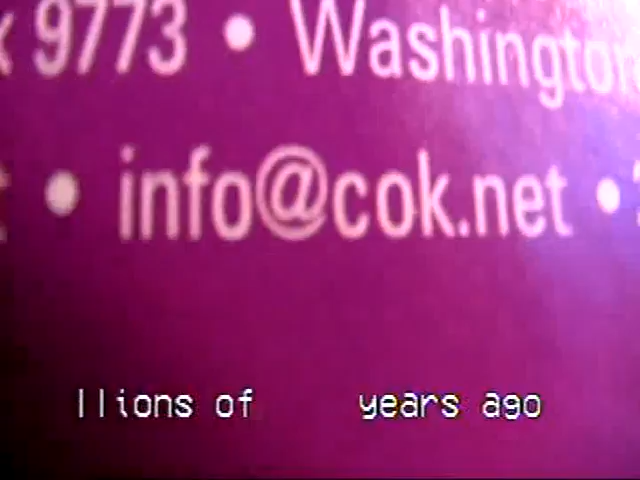 9773 • Washington
• info@cok.net •
llions of years ago